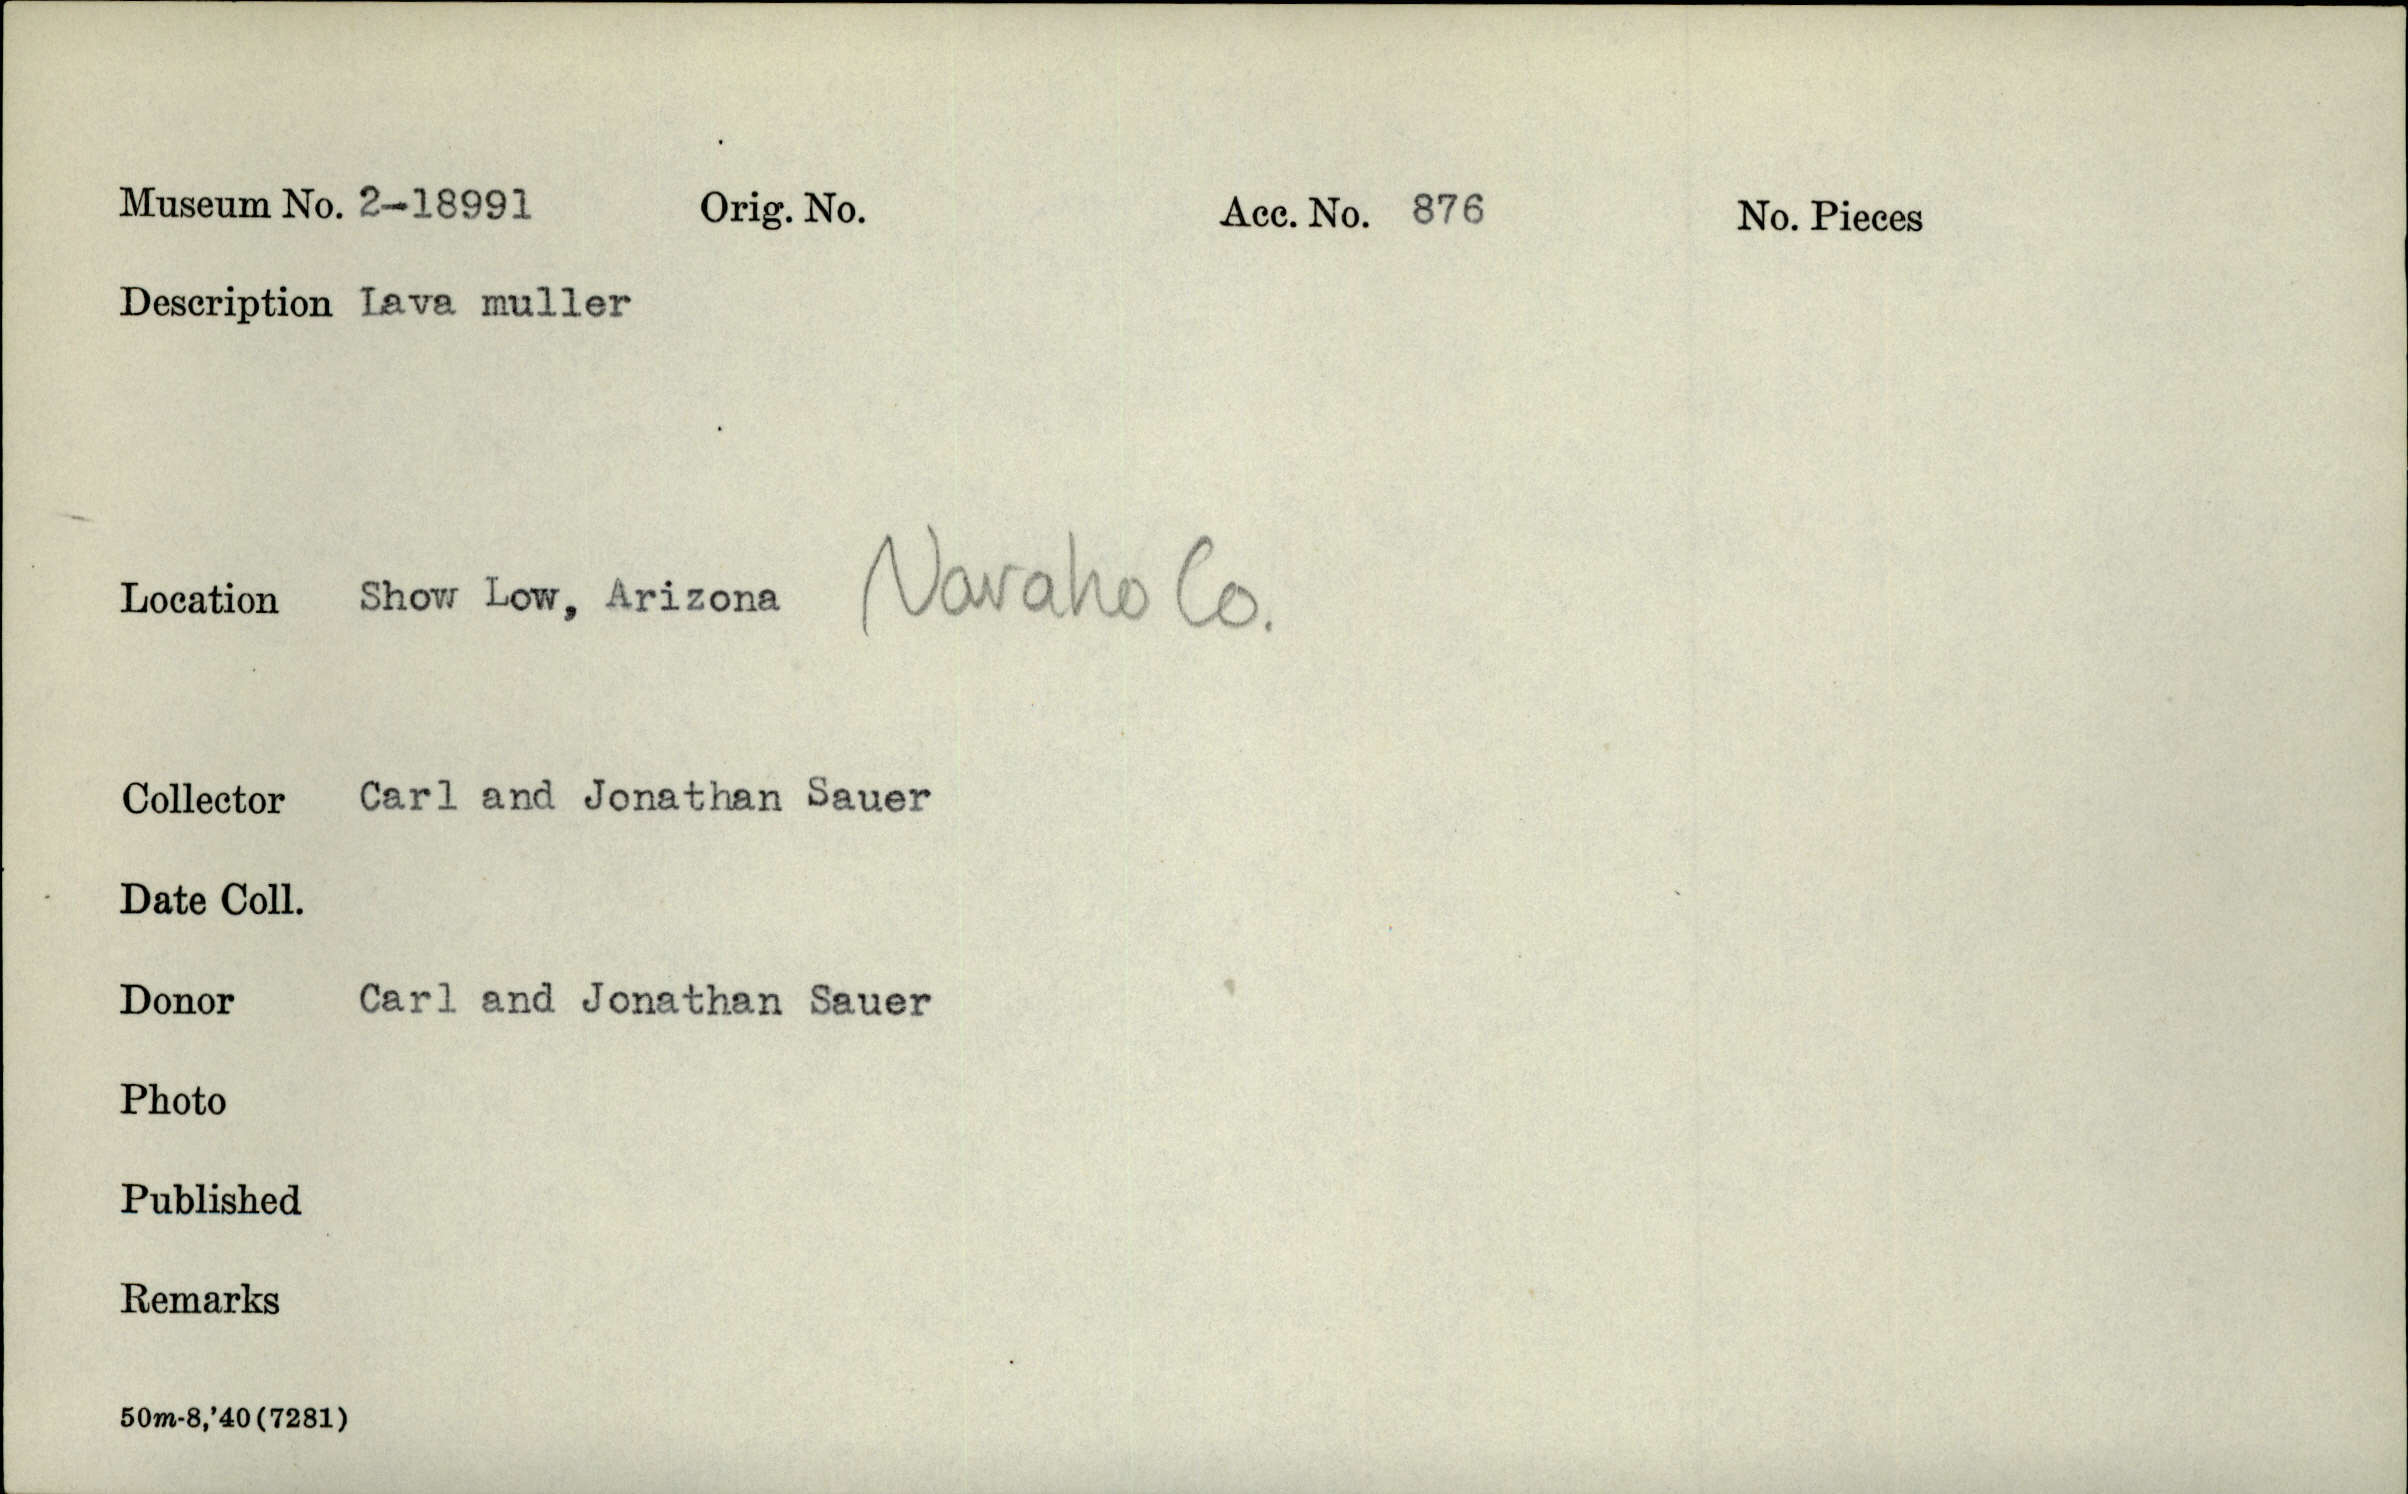 Museum No. 2-18991 Orig. No. Acc. No. 876 No. Pieces
Description Lava muller
Location Show Low, Arizona Navaho Co.
Collector Carl and Jonathan Sauer
Date Coll.
Donor Carl and Jonathan Sauer
Photo
Published
Remarks
50m-8,'40(7281)